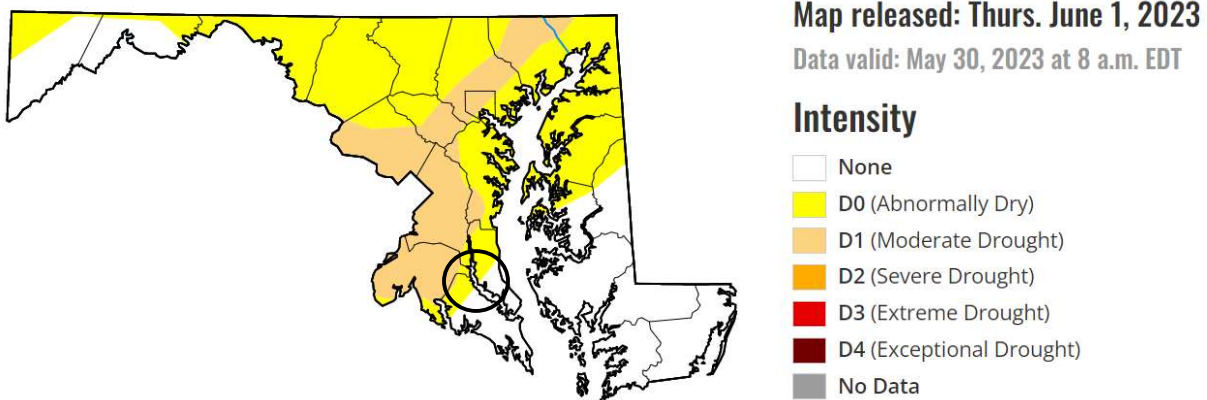 Map released: Thurs. June 1, 2023
Data valid: May 30, 2023 at 8 a.m. EDT
Intensity
None
D0 (Abnormally Dry)
D1 (Moderate Drought)
D2 (Severe Drought)
D3 (Extreme Drought)
D4 (Exceptional Drought)
No Data